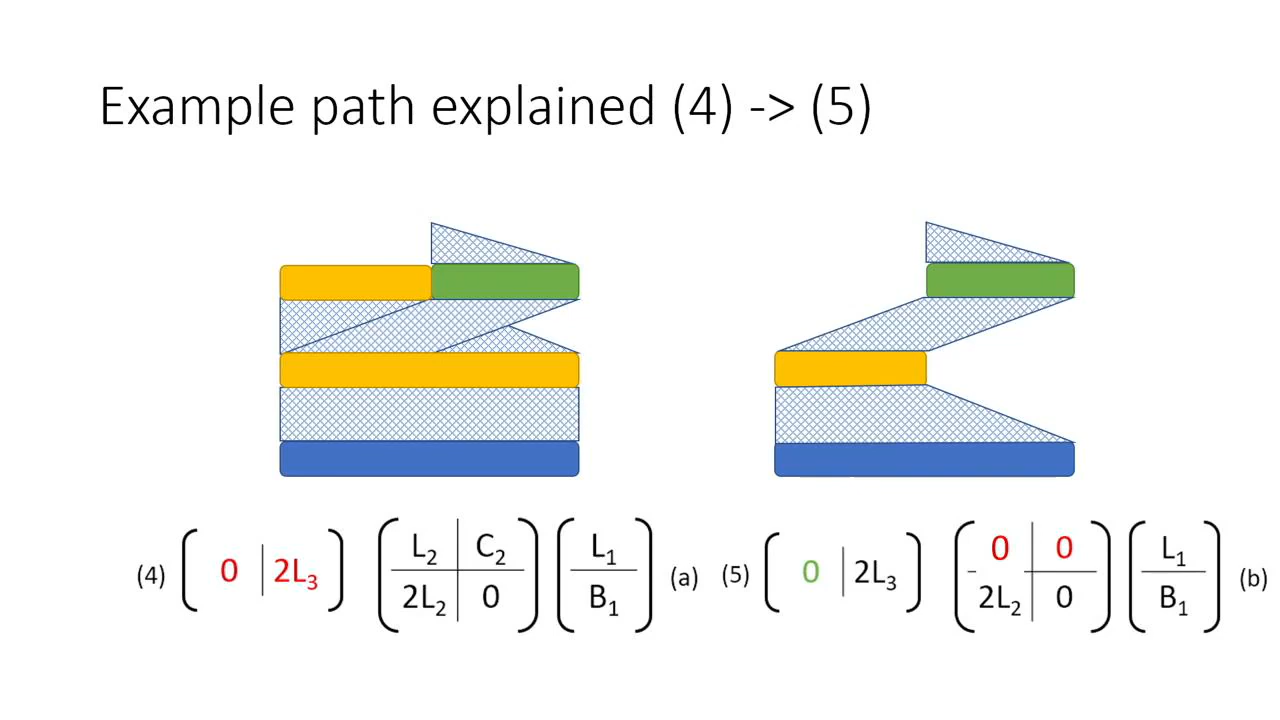 Example path explained (4) -> (5)
(4) ( 0 | 2L₃ ) ( L₂ | C₂ ) ( L₁ ) (a) (5) ( 0 | 2L₃ ) ( 0 | 0 ) ( L₁ ) (b)
2L₂ | 0 B₁ 2L₂ | 0 B₁